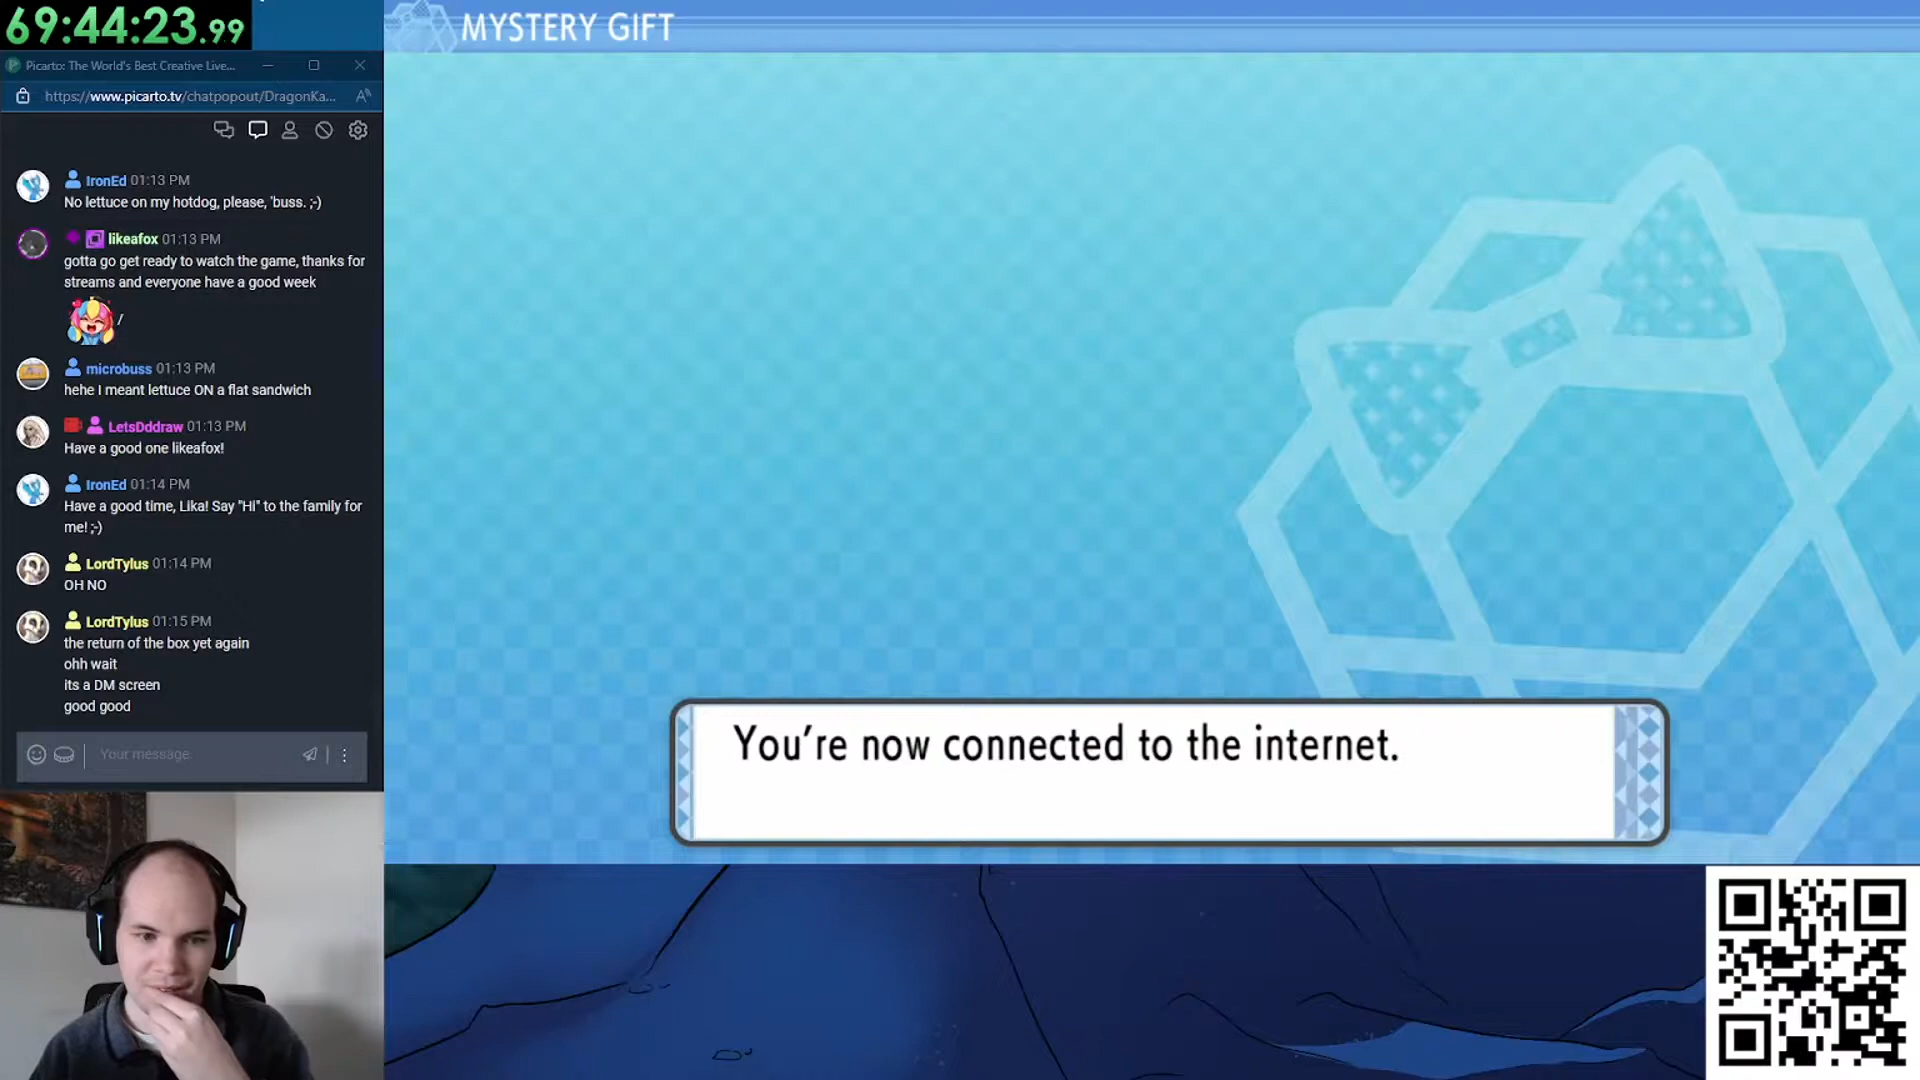 69:44:23.99
Picarto: The World's Best Creative Live...
https://www.picarto.tv/chatpopout/DragonKa...
IronEd 01:13 PM
No lettuce on my hotdog, please, 'buss. ;-)
likeafox 01:13 PM
gotta go get ready to watch the game, thanks for
streams and everyone have a good week
/
microbuss 01:13 PM
hehe I meant lettuce ON a flat sandwich
LetsDddraw 01:13 PM
Have a good one likeafox!
IronEd 01:14 PM
Have a good time, Lika! Say "Hi" to the family for
me! ;-)
LordTylus 01:14 PM
OH NO
LordTylus 01:15 PM
the return of the box yet again
ohh wait
its a DM screen
good good
Your message
MYSTERY GIFT
You're now connected to the internet.